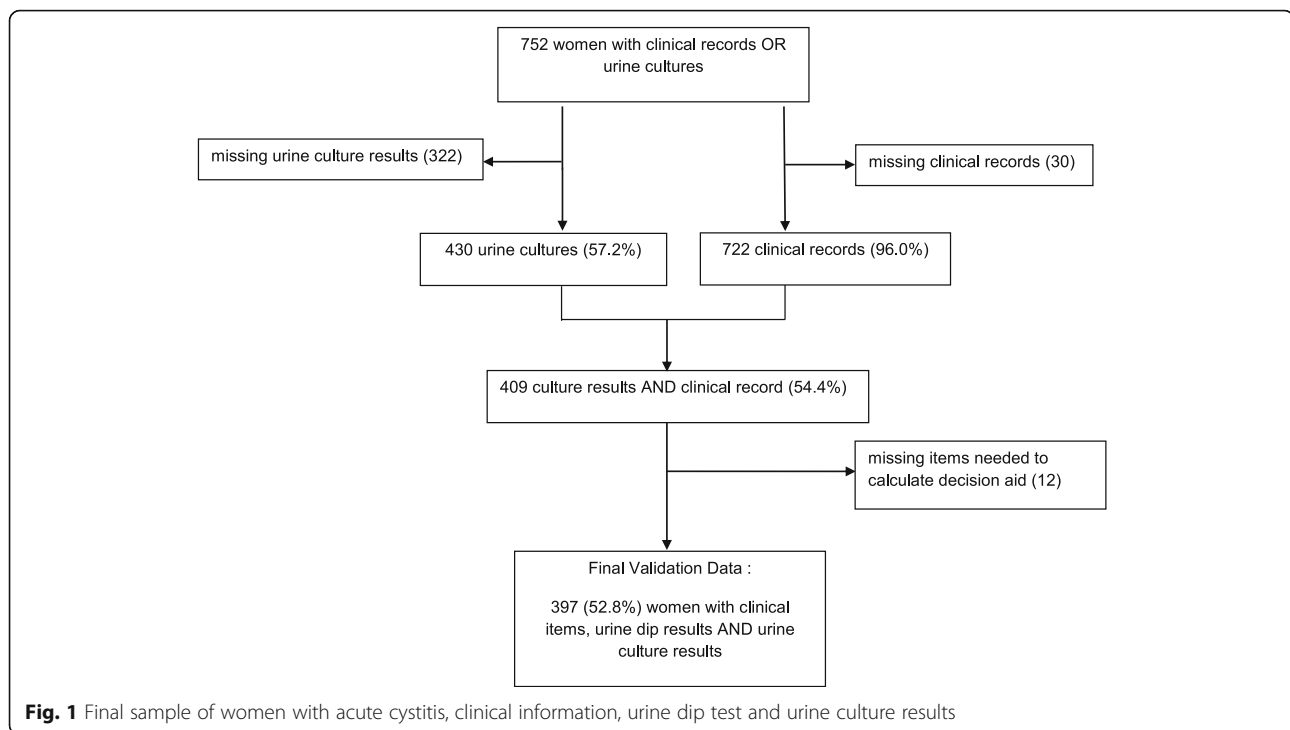 752 women with clinical records OR
urine cultures
missing urine culture results (322)
missing clinical records (30)
430 urine cultures (57.2%)
722 clinical records (96.0%)
409 culture results AND clinical record (54.4%)
missing items needed to
calculate decision aid (12)
Final Validation Data :
397 (52.8%) women with clinical
items, urine dip results AND urine
culture results
Fig. 1 Final sample of women with acute cystitis, clinical information, urine dip test and urine culture results